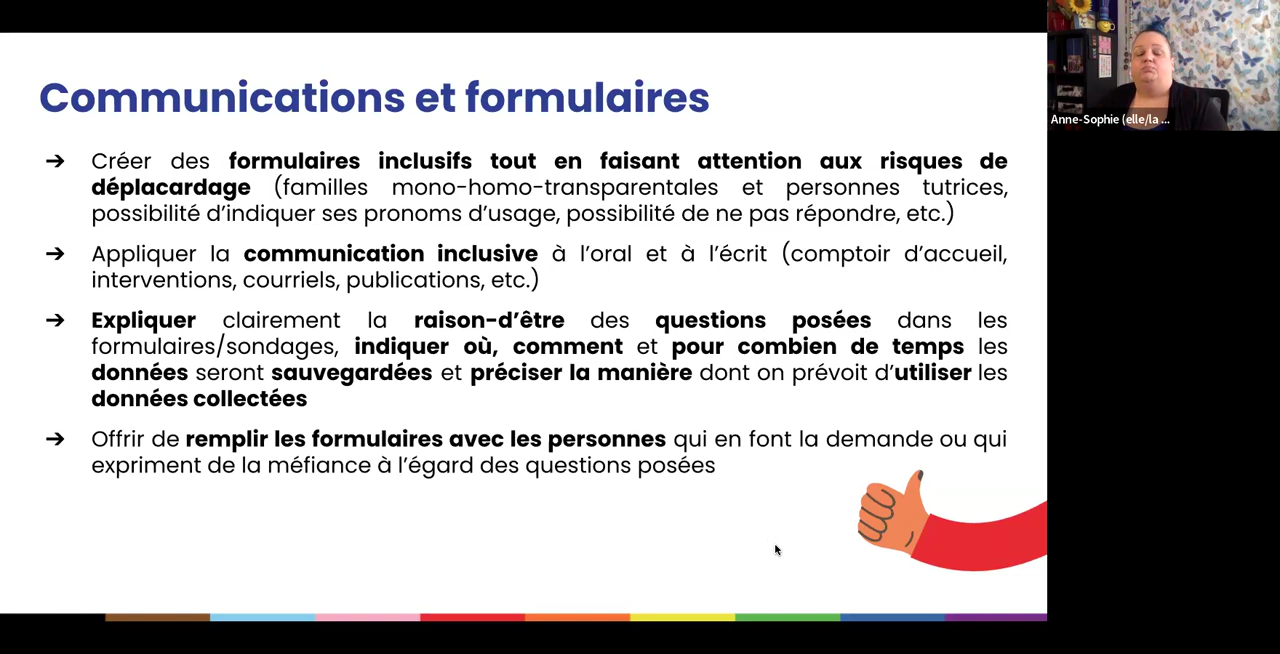 Communications et formulaires
➔ Créer des formulaires inclusifs tout en faisant attention aux risques de
déplacardage (familles mono-homo-transparentales et personnes tutrices,
possibilité d’indiquer ses pronoms d’usage, possibilité de ne pas répondre, etc.)
➔ Appliquer la communication inclusive à l’oral et à l’écrit (comptoir d’accueil,
interventions, courriels, publications, etc.)
➔ Expliquer clairement la raison-d’être des questions posées dans les
formulaires/sondages, indiquer où, comment et pour combien de temps les
données seront sauvegardées et préciser la manière dont on prévoit d’utiliser les
données collectées
➔ Offrir de remplir les formulaires avec les personnes qui en font la demande ou qui
expriment de la méfiance à l’égard des questions posées
Anne-Sophie (elle/la ...